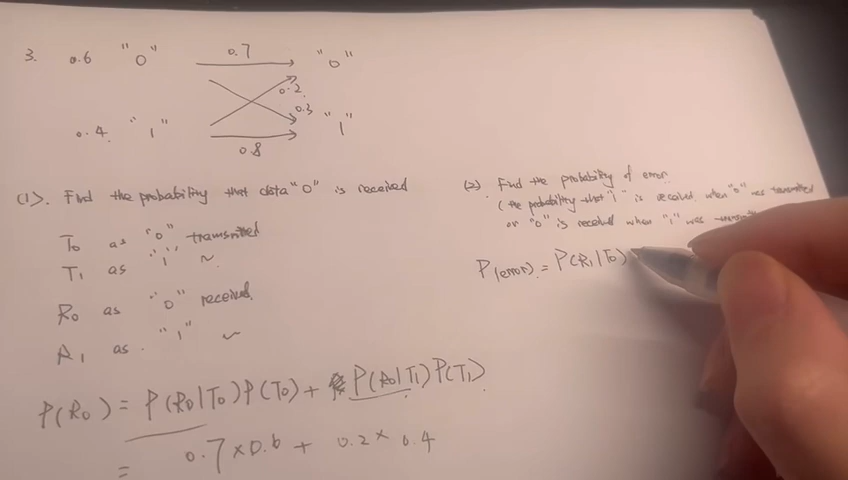 3. 0.6 "0" 0.7 "0"
0.2
0.3
0.4 "1" "1"
0.8
(1). Find the probability that data "0" is received
T0 as "0" transmitted
T1 as "1" ~
R0 as "0" received.
R1 as "1" ~
P(R0) = P(R0|T0)P(T0) + P(R0|T1)P(T1)
= 0.7×0.6 + 0.2×0.4
(2) Find the probability of error
(the probability that "1" is received when "0" was transmitted
or "0" is received when "1" was
P(error) = P(R1|T0)